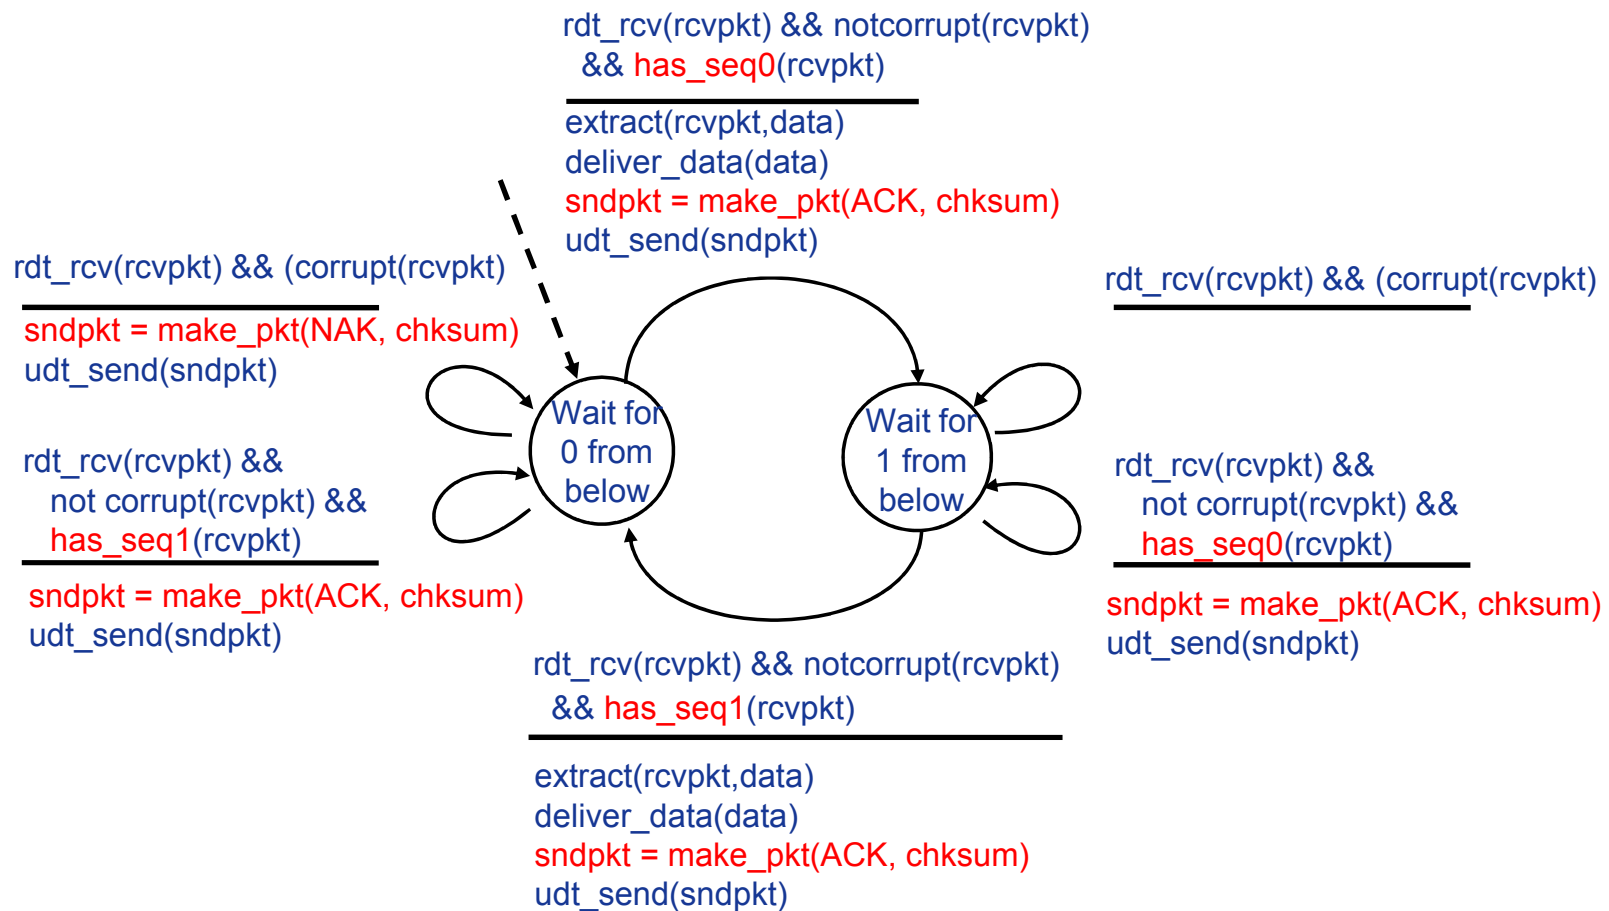 rdt_rcv(rcvpkt) && notcorrupt(rcvpkt)
&& has_seq0(rcvpkt)
extract(rcvpkt,data)
deliver_data(data)
sndpkt = make_pkt(ACK, chksum)
udt_send(sndpkt)
rdt_rcv(rcvpkt) && (corrupt(rcvpkt)
sndpkt = make_pkt(NAK, chksum)
udt_send(sndpkt)
rdt_rcv(rcvpkt) &&
not corrupt(rcvpkt) &&
has_seq1(rcvpkt)
sndpkt = make_pkt(ACK, chksum)
udt_send(sndpkt)
Wait for
0 from
below
Wait for
1 from
below
rdt_rcv(rcvpkt) && (corrupt(rcvpkt)
rdt_rcv(rcvpkt) &&
not corrupt(rcvpkt) &&
has_seq0(rcvpkt)
sndpkt = make_pkt(ACK, chksum)
udt_send(sndpkt)
rdt_rcv(rcvpkt) && notcorrupt(rcvpkt)
&& has_seq1(rcvpkt)
extract(rcvpkt,data)
deliver_data(data)
sndpkt = make_pkt(ACK, chksum)
udt_send(sndpkt)